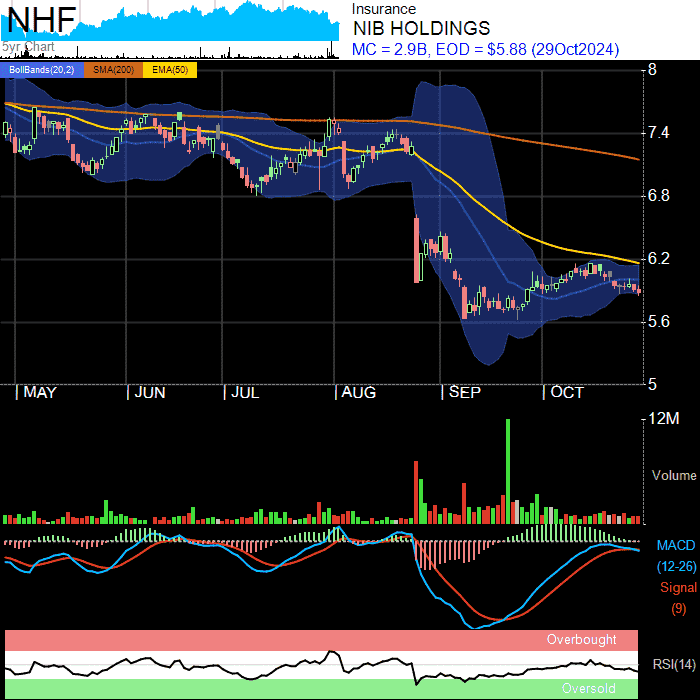 NHF
Insurance
NIB HOLDINGS
MC = 2.9B, EOD = $5.88 (29Oct2024)
5yr Chart
BollBands(20,2) SMA(200) EMA(50)
8
7.4
6.8
6.2
5.6
5
MAY JUN JUL AUG SEP OCT
12M
Volume
MACD
(12-26)
Signal
(9)
Overbought
RSI(14)
Oversold